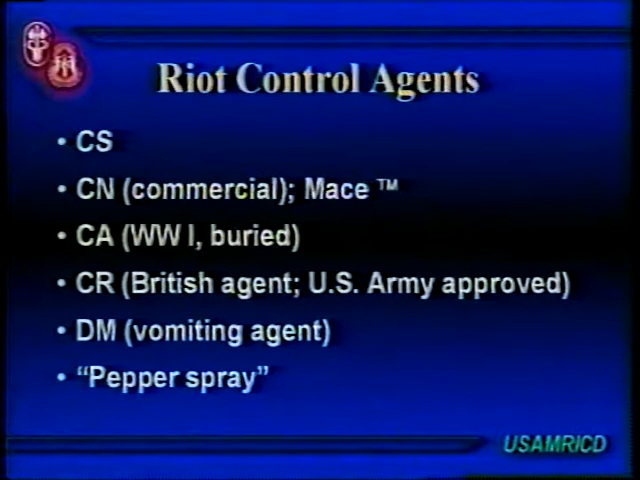 Riot Control Agents
• CS
• CN (commercial); Mace ™
• CA (WW I, buried)
• CR (British agent; U.S. Army approved)
• DM (vomiting agent)
• “Pepper spray”
USAMRICD